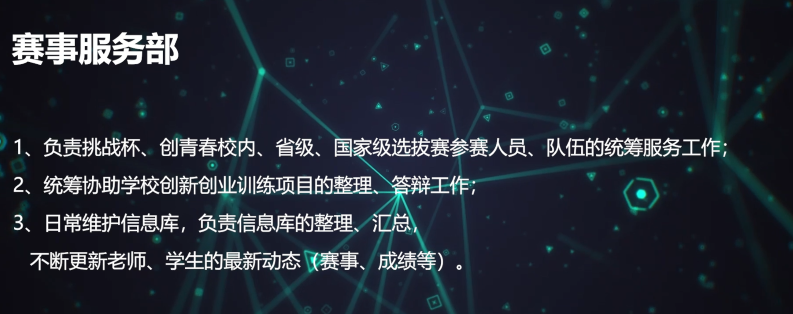 赛事服务部
1、负责挑战杯、创青春校内、省级、国家级选拔赛参赛人员、队伍的统筹服务工作；
2、统筹协助学校创新创业训练项目的整理、答辩工作；
3、日常维护信息库，负责信息库的整理、汇总，
不断更新老师、学生的最新动态（赛事、成绩等）。